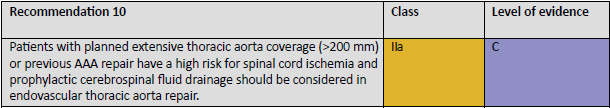 Recommendation 10 Class Level of evidence
Patients with planned extensive thoracic aorta coverage (>200 mm) IIa C
or previous AAA repair have a high risk for spinal cord ischemia and
prophylactic cerebrospinal fluid drainage should be considered in
endovascular thoracic aorta repair.